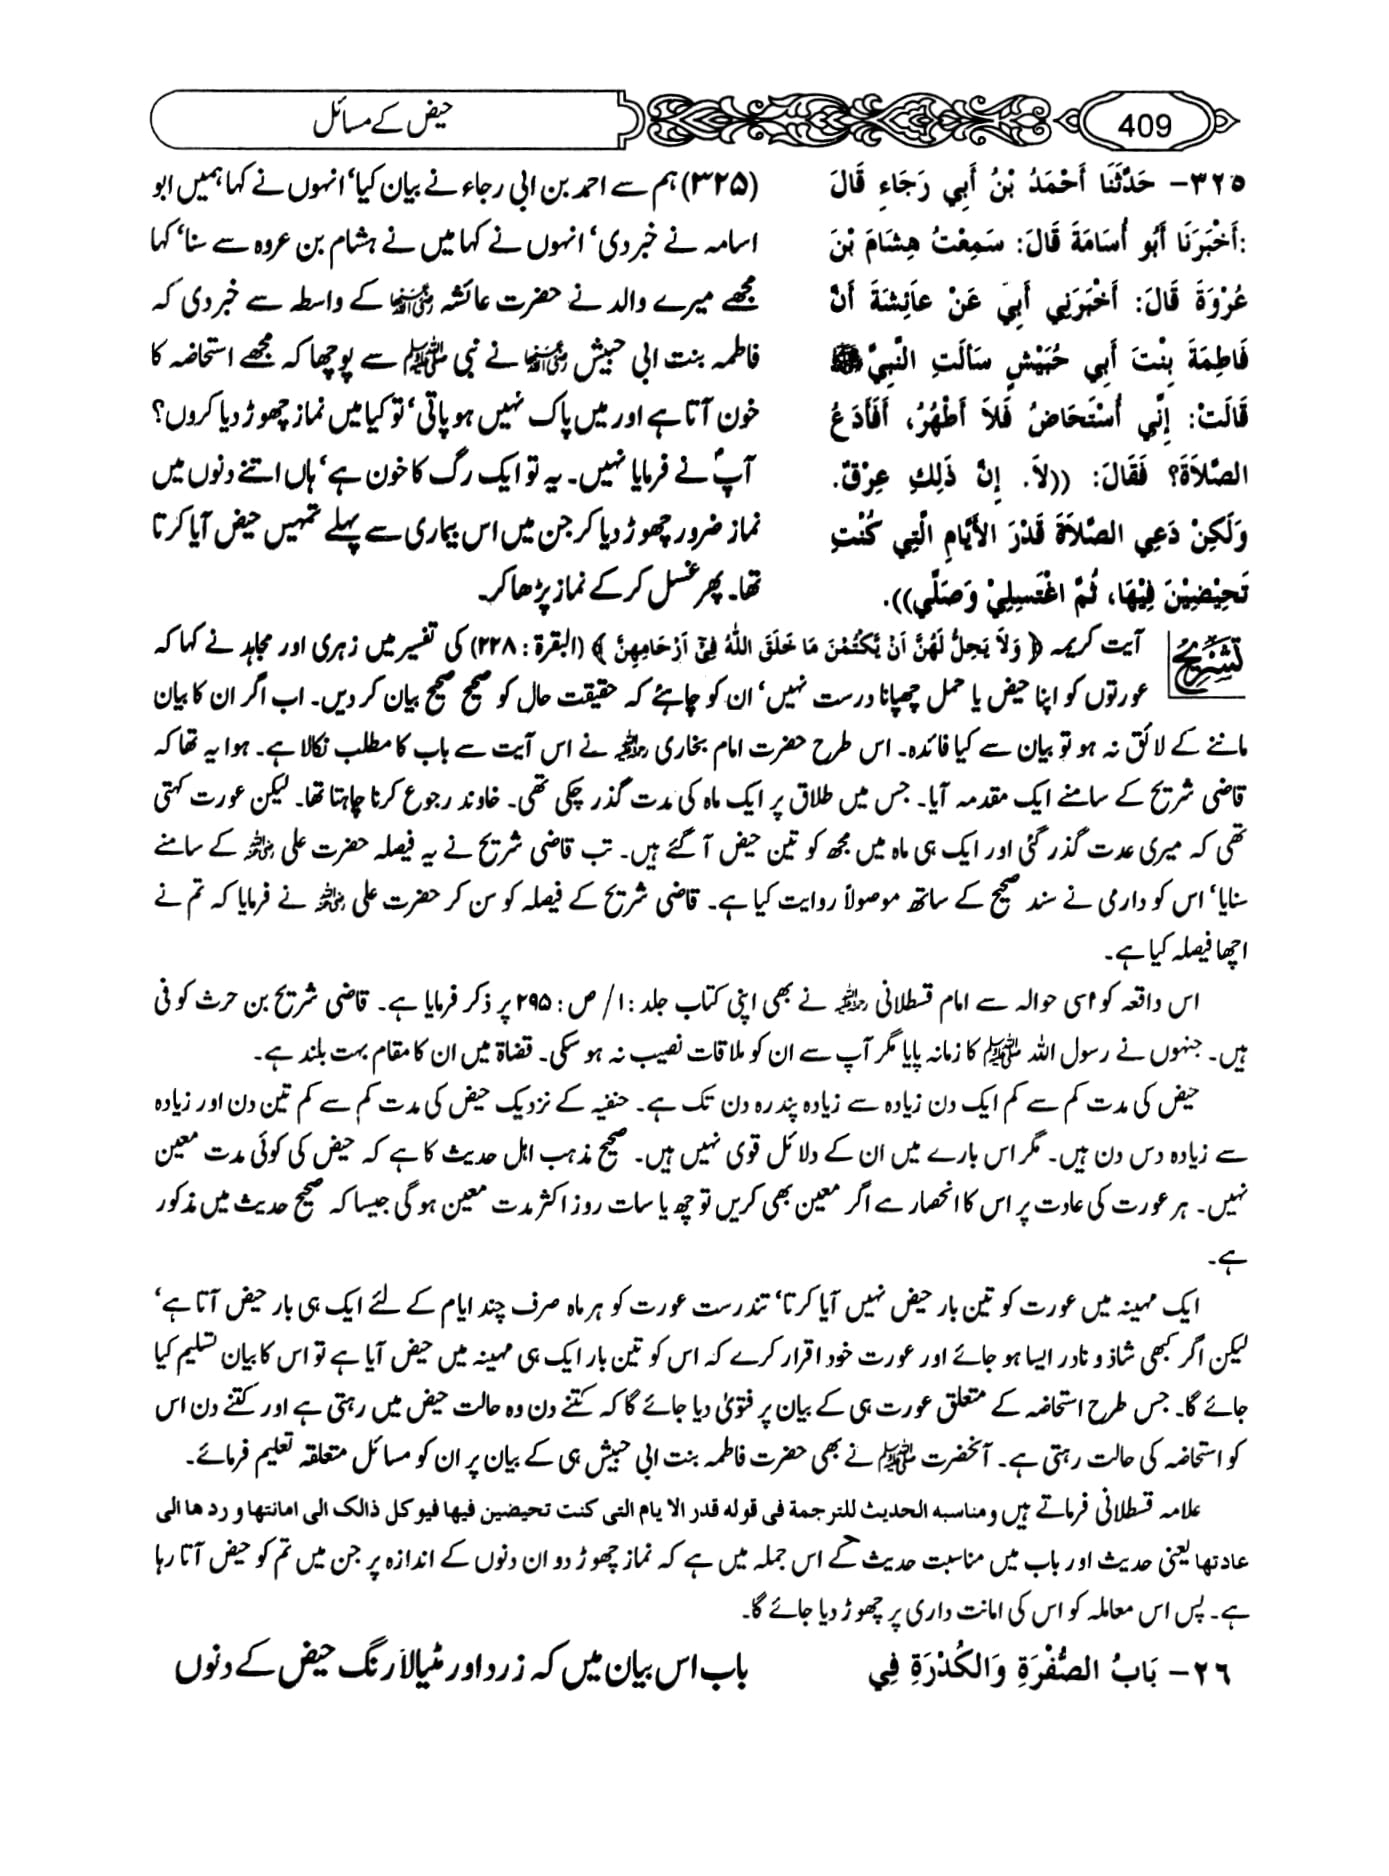 409
حیض کے مسائل
٣٢٥- حَدَّثَنَا أَحْمَدُ بْنُ أَبِي رَجَاءِ قَالَ
:أَخْبَرَنَا أَبُو أُسَامَةَ قَالَ: سَمِعْتُ هِشَامَ بْنَ
عُرْوَةَ قَالَ: أَخْبَرَنِي أَبِي عَنْ عَائِشَةَ أَنَّ
فَاطِمَةَ بِنْتَ أَبِي حُبَيْشٍ سَأَلَتِ النَّبِيَّ ﷺ
قَالَتْ: إِنِّي أُسْتَحَاضُ فَلاَ أَطْهُرُ، أَفَأَدَعُ
الصَّلاَةَ؟ فَقَالَ: ((لاَ. إِنَّ ذَلِكِ عِرْقٌ.
وَلَكِنْ دَعِي الصَّلاَةَ قَدْرَ الأَيَّامِ الَّتِي كُنْتِ
تَحِيْضِيْنَ فِيْهَا، ثُمَّ اغْتَسِلِيْ وَصَلِّي)).
(۳۲۵) ہم سے احمد بن ابی رجاء نے بیان کیا‘ انہوں نے کہا ہمیں ابو
اسامہ نے خبر دی‘ انہوں نے کہا میں نے ہشام بن عروہ سے سنا‘ کہا
مجھے میرے والد نے حضرت عائشہ رضی اللہ عنہا کے واسطہ سے خبر دی کہ
فاطمہ بنت ابی حبیش رضی اللہ عنہا نے نبی ﷺ سے پوچھا کہ مجھے استحاضہ کا
خون آتا ہے اور میں پاک نہیں ہو پاتی‘ تو کیا میں نماز چھوڑ دیا کروں؟
آپؐ نے فرمایا نہیں۔ یہ تو ایک رگ کا خون ہے‘ ہاں اتنے دنوں میں
نماز ضرور چھوڑ دیا کر جن میں اس بیماری سے پہلے تمہیں حیض آیا کرتا
تھا۔ پھر غسل کر کے نماز پڑھا کر۔
تشریح آیت کریمہ ﴿ وَلاَ يَحِلُّ لَهُنَّ اَنْ يَّكْتُمْنَ مَا خَلَقَ اللّٰهُ فِیْ اَرْحَامِهِنَّ ﴾ (البقرۃ : ۲۲۸) کی تفسیر میں زہری اور مجاہد نے کہا کہ
عورتوں کو اپنا حیض یا حمل چھپانا درست نہیں‘ ان کو چاہئے کہ حقیقت حال کو صحیح صحیح بیان کر دیں۔ اب اگر ان کا بیان
ماننے کے لائق نہ ہو تو بیان سے کیا فائدہ۔ اس طرح حضرت امام بخاری رحمہ اللہ نے اس آیت سے باب کا مطلب نکالا ہے۔ ہوا یہ تھا کہ
قاضی شریح کے سامنے ایک مقدمہ آیا۔ جس میں طلاق پر ایک ماہ کی مدت گذر چکی تھی۔ خاوند رجوع کرنا چاہتا تھا۔ لیکن عورت کہتی
تھی کہ میری عدت گذر گئی اور ایک ہی ماہ میں مجھ کو تین حیض آ گئے ہیں۔ تب قاضی شریح نے یہ فیصلہ حضرت علی رضی اللہ عنہ کے سامنے
سنایا‘ اس کو دارمی نے سند صحیح کے ساتھ موصولاً روایت کیا ہے۔ قاضی شریح کے فیصلہ کو سن کر حضرت علی رضی اللہ عنہ نے فرمایا کہ تم نے
اچھا فیصلہ کیا ہے۔
اس واقعہ کو اسی حوالہ سے امام قسطلانی رحمہ اللہ نے بھی اپنی کتاب جلد :۱/ ص : ۲۹۵ پر ذکر فرمایا ہے۔ قاضی شریح بن حرث کوفی
ہیں۔ جنہوں نے رسول اللہ ﷺ کا زمانہ پایا مگر آپ سے ان کو ملاقات نصیب نہ ہو سکی۔ قضاۃ میں ان کا مقام بہت بلند ہے۔
حیض کی مدت کم سے کم ایک دن زیادہ سے زیادہ پندرہ دن تک ہے۔ حنفیہ کے نزدیک حیض کی مدت کم سے کم تین دن اور زیادہ
سے زیادہ دس دن ہیں۔ مگر اس بارے میں ان کے دلائل قوی نہیں ہیں۔ صحیح مذہب اہل حدیث کا ہے کہ حیض کی کوئی مدت معین
نہیں۔ ہر عورت کی عادت پر اس کا انحصار ہے اگر معین بھی کریں تو چھ یا سات روز اکثر مدت معین ہو گی جیسا کہ صحیح حدیث میں مذکور
ہے۔
ایک مہینہ میں عورت کو تین بار حیض نہیں آیا کرتا‘ تندرست عورت کو ہر ماہ صرف چند ایام کے لئے ایک ہی بار حیض آتا ہے‘
لیکن اگر کبھی شاذ و نادر ایسا ہو جائے اور عورت خود اقرار کرے کہ اس کو تین بار ایک ہی مہینہ میں حیض آیا ہے تو اس کا بیان تسلیم کیا
جائے گا۔ جس طرح استحاضہ کے متعلق عورت ہی کے بیان پر فتویٰ دیا جائے گا کہ کتنے دن وہ حالت حیض میں رہتی ہے اور کتنے دن اس
کو استحاضہ کی حالت رہتی ہے۔ آنحضرت ﷺ نے بھی حضرت فاطمہ بنت ابی حبیش ہی کے بیان پر ان کو مسائل متعلقہ تعلیم فرمائے۔
علامہ قسطلانی فرماتے ہیں ومناسبه الحدیث للترجمة فی قوله قدر الا یام التی کنت تحیضین فیها فیوکل ذالک الی امانتها و رد ها الی
عادتها یعنی حدیث اور باب میں مناسبت حدیث کے اس جملہ میں ہے کہ نماز چھوڑ دو ان دنوں کے اندازہ پر جن میں تم کو حیض آتا رہا
ہے۔ پس اس معاملہ کو اس کی امانت داری پر چھوڑ دیا جائے گا۔
٢٦- بَابُ الصُّفْرَةِ وَالْكُدْرَةِ فِي
باب اس بیان میں کہ زرد اور مٹیالا رنگ حیض کے دنوں